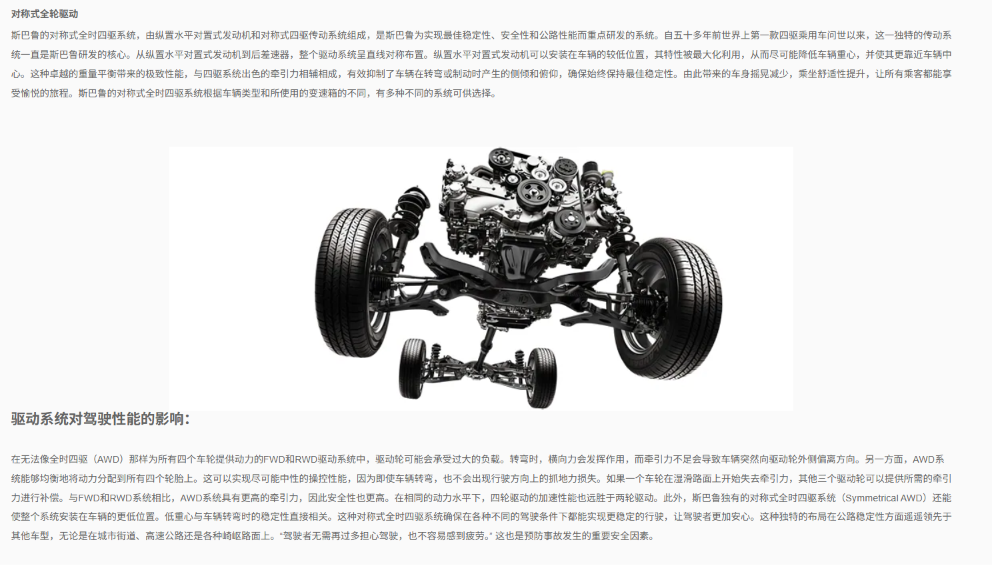 对称式全轮驱动
斯巴鲁的对称式全时四驱系统，由纵置水平对置式发动机和对称式四驱传动系统组成，是斯巴鲁为实现最佳稳定性、安全性和公路性能而重点研发的系统。自五十多年前世界上第一款四驱乘用车问世以来，这一独特的传动系
统一直是斯巴鲁研发的核心。从纵置水平对置式发动机到后差速器，整个驱动系统呈直线对称布置。纵置水平对置式发动机可以安装在车辆的较低位置，其特性被最大化利用，从而尽可能降低车辆重心，并使其更靠近车辆中
心。这种卓越的重量平衡带来的极致性能，与四驱系统出色的牵引力相辅相成，有效抑制了车辆在转弯或制动时产生的侧倾和俯仰，确保始终保持最佳稳定性。由此带来的车身摇晃减少，乘坐舒适性提升，让所有乘客都能享
受愉悦的旅程。斯巴鲁的对称式全时四驱系统根据车辆类型和所使用的变速箱的不同，有多种不同的系统可供选择。
驱动系统对驾驶性能的影响：
在无法像全时四驱（AWD）那样为所有四个车轮提供动力的FWD和RWD驱动系统中，驱动轮可能会承受过大的负载。转弯时，横向力会发挥作用，而牵引力不足会导致车辆突然向驱动轮外侧偏离方向。另一方面，AWD系
统能够均衡地将动力分配到所有四个轮胎上。这可以实现尽可能中性的操控性能，因为即使车辆转弯，也不会出现行驶方向上的抓地力损失。如果一个车轮在湿滑路面上开始失去牵引力，其他三个驱动轮可以提供所需的牵引
力进行补偿。与FWD和RWD系统相比，AWD系统具有更高的牵引力，因此安全性也更高。在相同的动力水平下，四轮驱动的加速性能也远胜于两轮驱动。此外，斯巴鲁独有的对称式全时四驱系统（Symmetrical AWD）还能
使整个系统安装在车辆的更低位置。低重心与车辆转弯时的稳定性直接相关。这种对称式全时四驱系统确保在各种不同的驾驶条件下都能实现更稳定的行驶，让驾驶者更加安心。这种独特的布局在公路稳定性方面遥遥领先于
其他车型，无论是在城市街道、高速公路还是各种崎岖路面上。“驾驶者无需再过多担心驾驶，也不容易感到疲劳。” 这也是预防事故发生的重要安全因素。